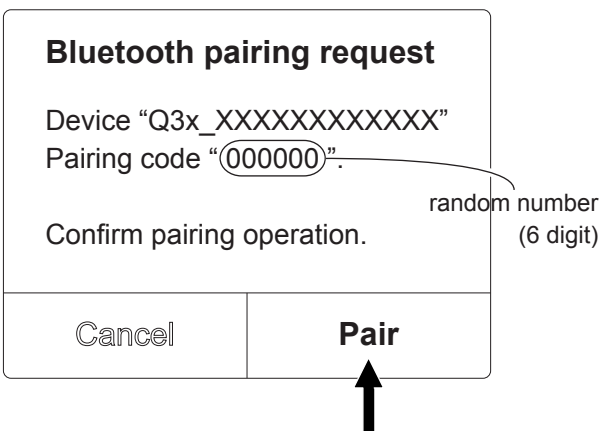 Bluetooth pairing request
Device “Q3x_XXXXXXXXXXXX”
Pairing code “000000”.
random number
(6 digit)
Confirm pairing operation.
Cancel
Pair